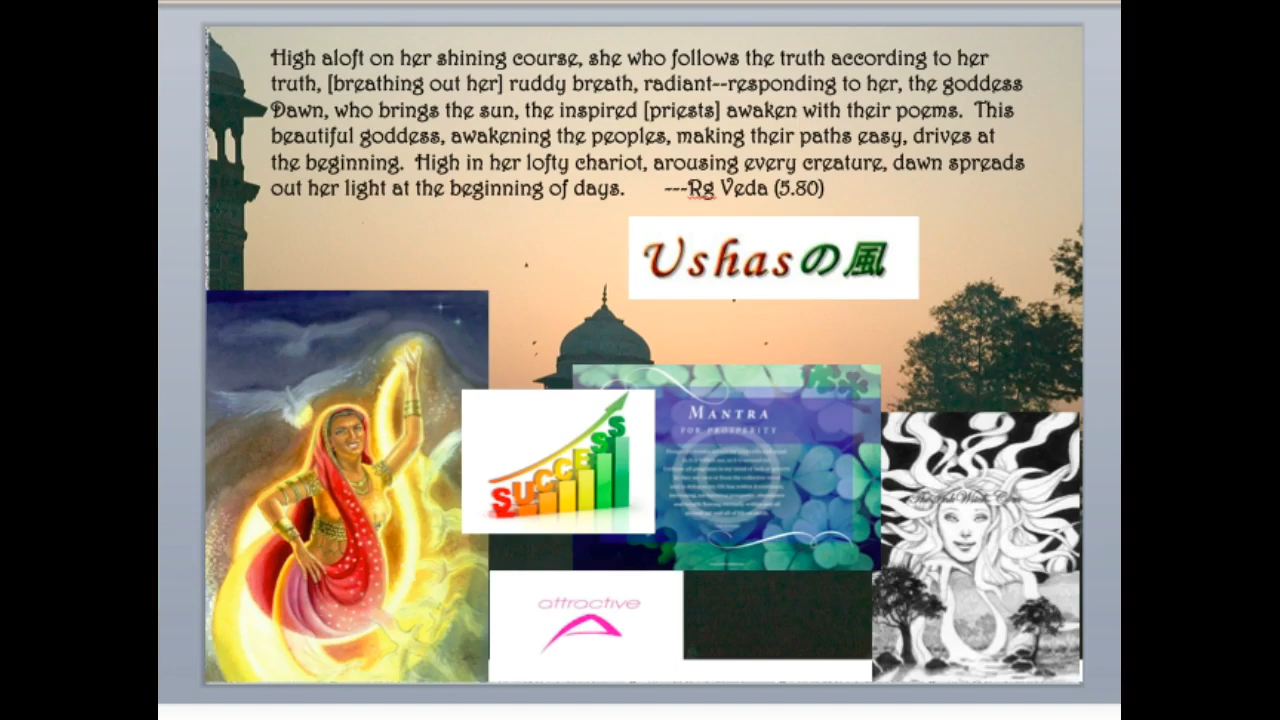 High aloft on her shining course, she who follows the truth according to her
truth, [breathing out her] ruddy breath, radiant--responding to her, the goddess
Dawn, who brings the sun, the inspired [priests] awaken with their poems. This
beautiful goddess, awakening the peoples, making their paths easy, drives at
the beginning. High in her lofty chariot, arousing every creature, dawn spreads
out her light at the beginning of days. ---Rg Veda (5.80)
Ushasの風
SUCCESS
MANTRA
FOR PROSPERITY
attractive